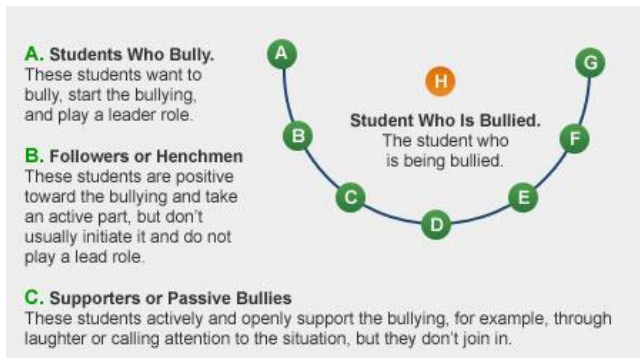 A. Students Who Bully.
These students want to
bully, start the bullying,
and play a leader role.
B. Followers or Henchmen
These students are positive
toward the bullying and take
an active part, but don't
usually initiate it and do not
play a lead role.
A
B
C
D
E
F
G
H
Student Who Is Bullied.
The student who
is being bullied.
C. Supporters or Passive Bullies
These students actively and openly support the bullying, for example, through
laughter or calling attention to the situation, but they don't join in.